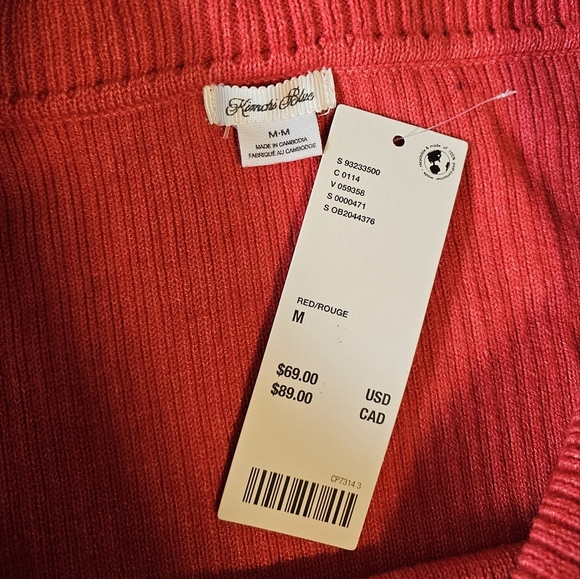 Kimchi Blue
M-M
MADE IN CAMBODIA
FABRIQUÉ AU CAMBODGE
S 93233500
C 0114
V 059358
S 0000471
S OB2044376
RED/ROUGE
M
$69.00 USD
$89.00 CAD
CP7314 3